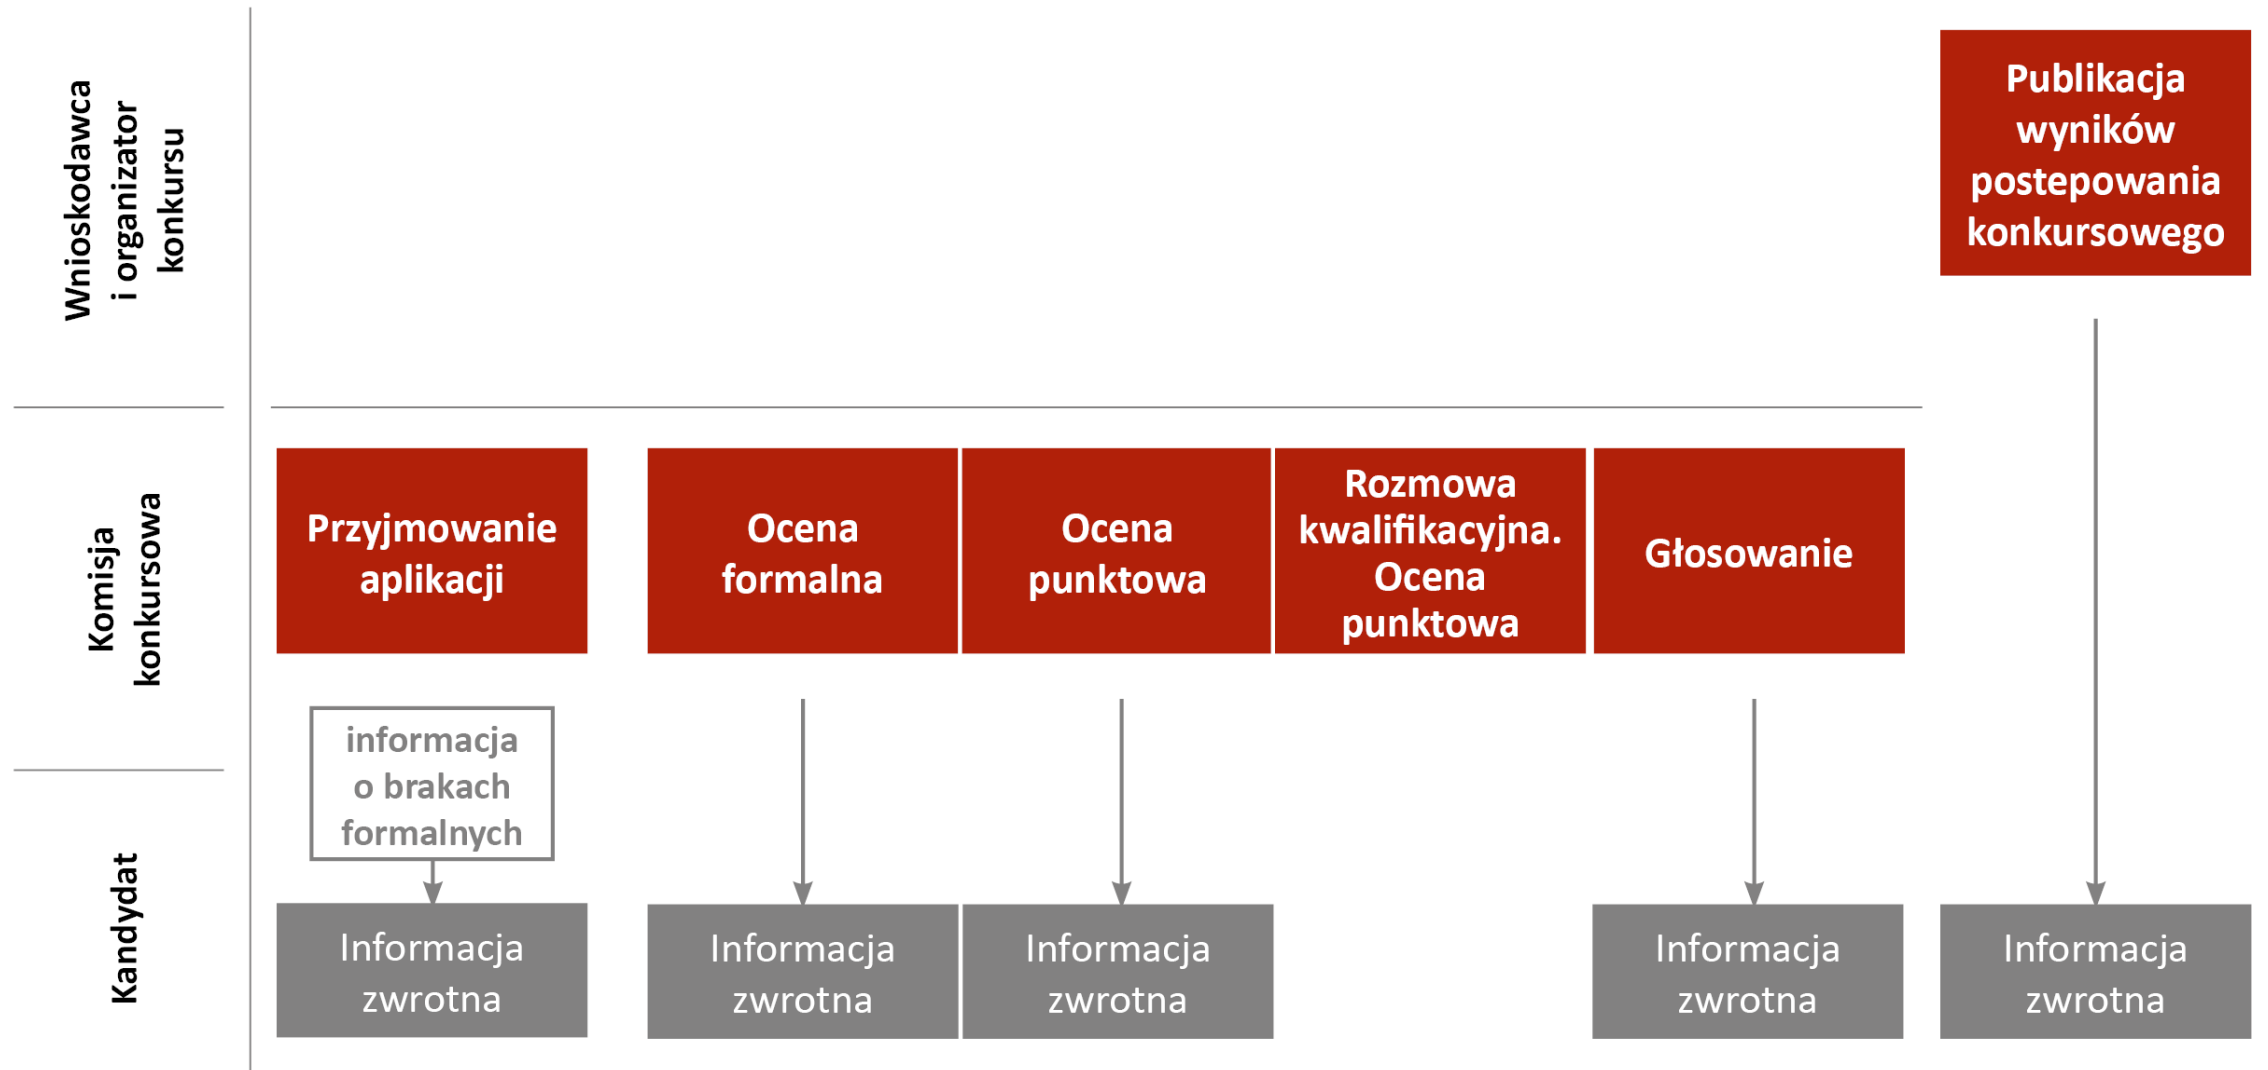 Wnioskodawca
i organizator
konkursu
Publikacja
wyników
postepowania
konkursowego
Komisja
konkursowa
Przyjmowanie
aplikacji
Ocena
formalna
Ocena
punktowa
Rozmowa
kwalifikacyjna.
Ocena
punktowa
Głosowanie
informacja
o brakach
formalnych
Kandydat
Informacja
zwrotna
Informacja
zwrotna
Informacja
zwrotna
Informacja
zwrotna
Informacja
zwrotna